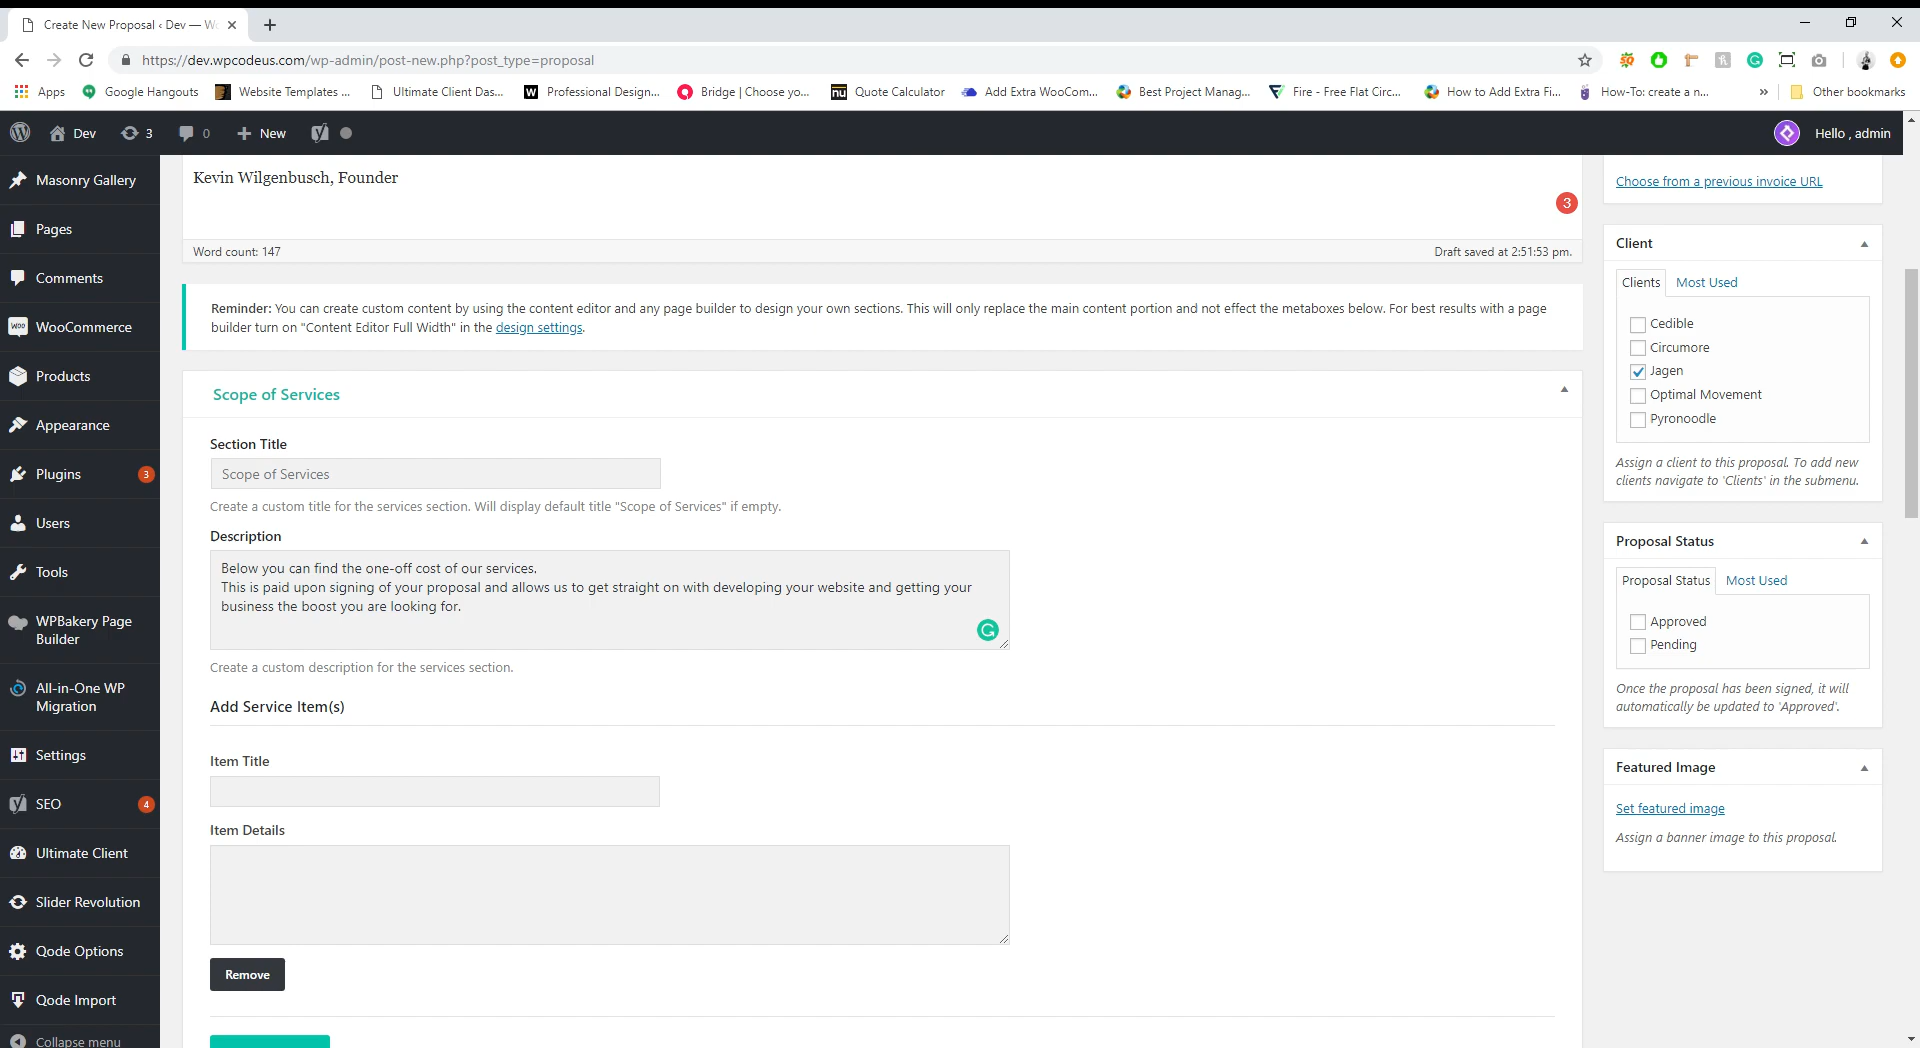 Create New Proposal ‹ Dev — W
https://dev.wpcodeus.com/wp-admin/post-new.php?post_type=proposal
Apps
Google Hangouts
Website Templates ...
Ultimate Client Das...
Professional Design...
Bridge | Choose yo...
Quote Calculator
Add Extra WooCom...
Best Project Manag...
Fire - Free Flat Circ...
How to Add Extra Fi...
How-To: create a n...
»
Other bookmarks
Dev
3
0
New
Hello , admin
Masonry Gallery
Pages
Comments
WooCommerce
Products
Appearance
Plugins 3
Users
Tools
WPBakery Page
Builder
All-in-One WP
Migration
Settings
SEO 4
Ultimate Client
Slider Revolution
Qode Options
Qode Import
Collapse menu
Kevin Wilgenbusch, Founder
3
Word count: 147
Draft saved at 2:51:53 pm.
Reminder: You can create custom content by using the content editor and any page builder to design your own sections. This will only replace the main content portion and not effect the metaboxes below. For best results with a page
builder turn on "Content Editor Full Width" in the design settings.
Scope of Services
Section Title
Scope of Services
Create a custom title for the services section. Will display default title "Scope of Services" if empty.
Description
Below you can find the one-off cost of our services.
This is paid upon signing of your proposal and allows us to get straight on with developing your website and getting your
business the boost you are looking for.
Create a custom description for the services section.
Add Service Item(s)
Item Title
Item Details
Remove
Choose from a previous invoice URL
Client
Clients
Most Used
Cedible
Circumore
Jagen
Optimal Movement
Pyronoodle
Assign a client to this proposal. To add new
clients navigate to 'Clients' in the submenu.
Proposal Status
Proposal Status
Most Used
Approved
Pending
Once the proposal has been signed, it will
automatically be updated to 'Approved'.
Featured Image
Set featured image
Assign a banner image to this proposal.